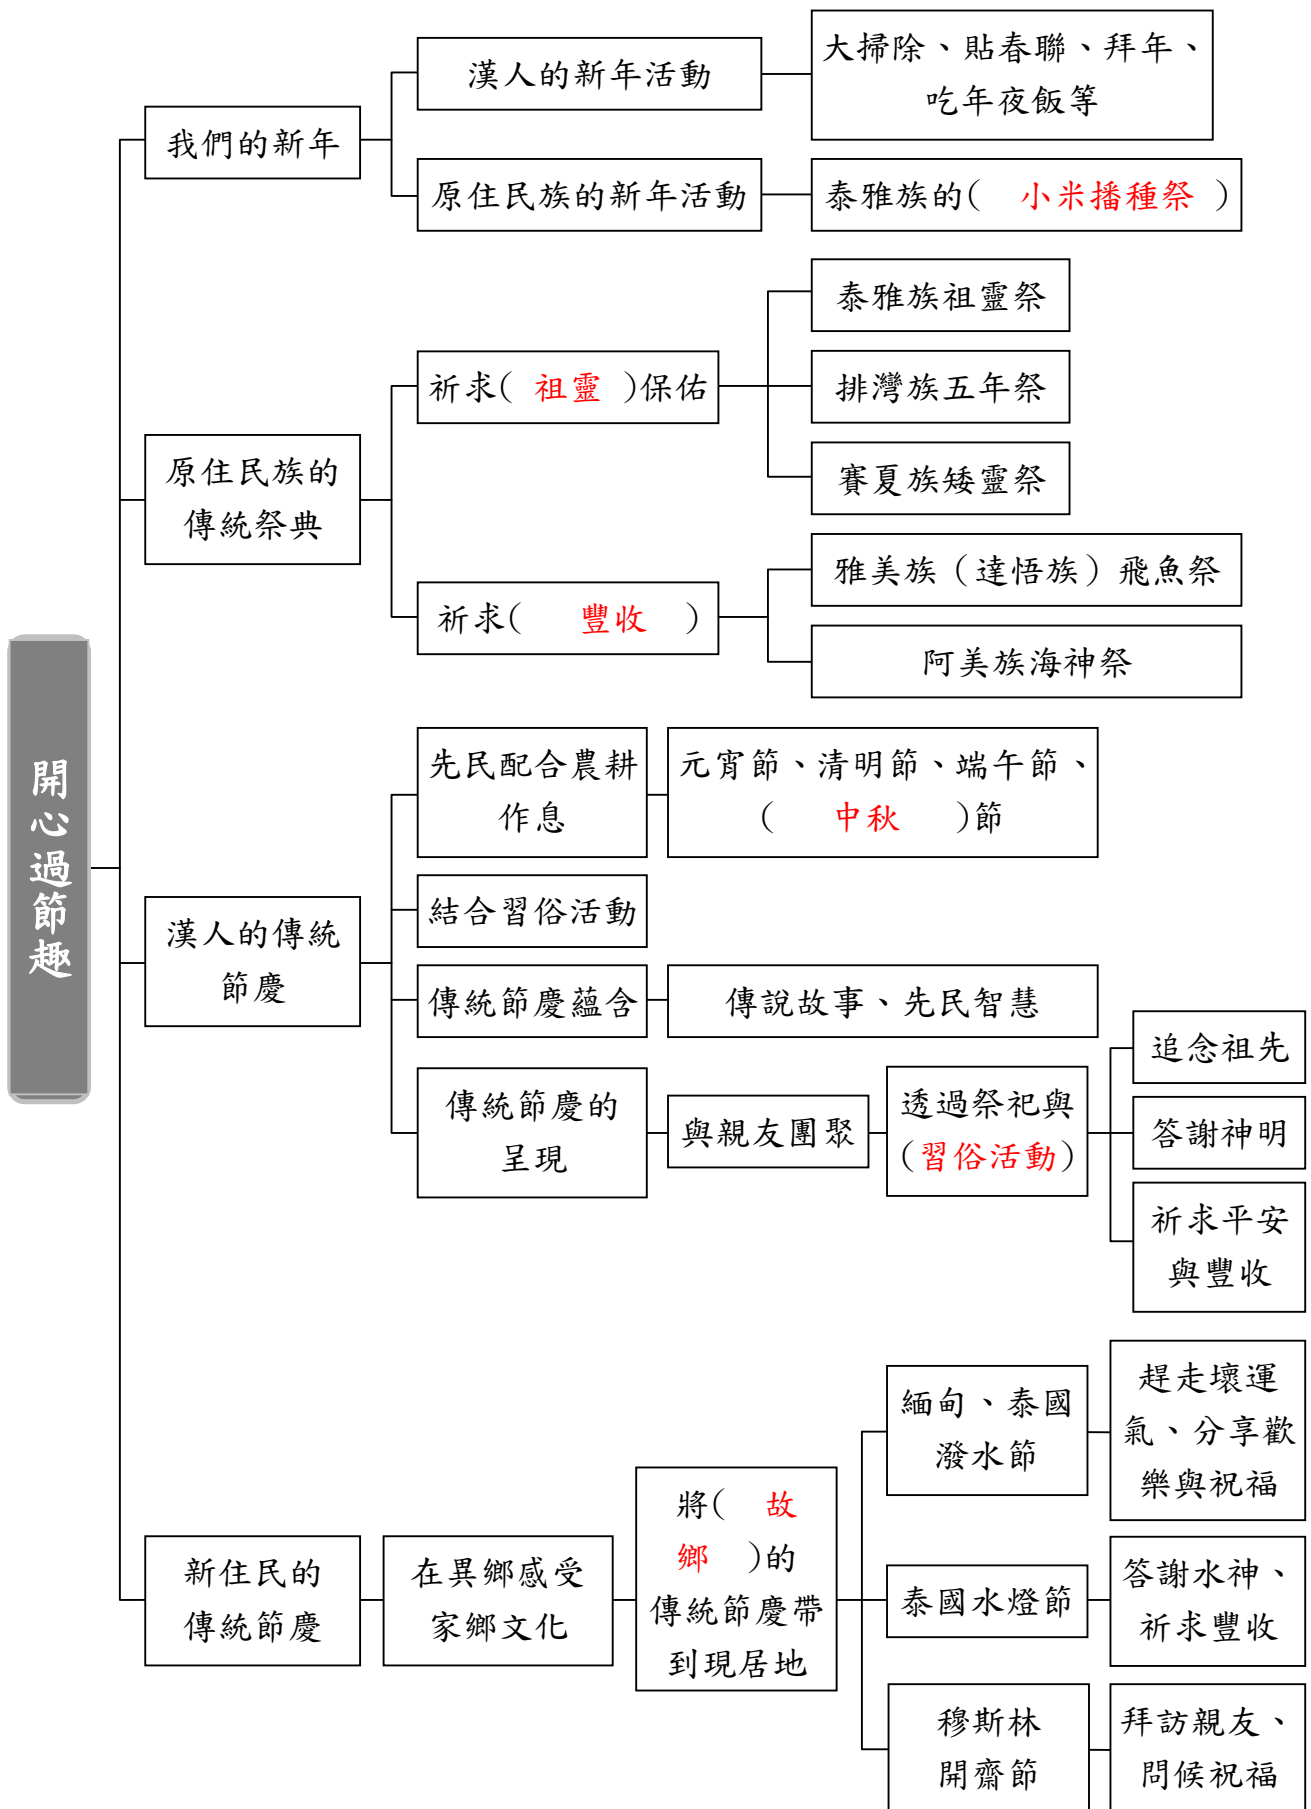 開心過節趣
我們的新年
漢人的新年活動
大掃除、貼春聯、拜年、
吃年夜飯等
原住民族的新年活動
泰雅族的( 小米播種祭 )
原住民族的
傳統祭典
祈求( 祖靈 )保佑
泰雅族祖靈祭
排灣族五年祭
賽夏族矮靈祭
祈求( 豐收 )
雅美族（達悟族）飛魚祭
阿美族海神祭
漢人的傳統
節慶
先民配合農耕
作息
元宵節、清明節、端午節、
( 中秋 )節
結合習俗活動
傳統節慶蘊含
傳說故事、先民智慧
傳統節慶的
呈現
與親友團聚
透過祭祀與
(習俗活動)
追念祖先
答謝神明
祈求平安
與豐收
新住民的
傳統節慶
在異鄉感受
家鄉文化
將( 故
鄉 )的
傳統節慶帶
到現居地
緬甸、泰國
潑水節
趕走壞運
氣、分享歡
樂與祝福
泰國水燈節
答謝水神、
祈求豐收
穆斯林
開齋節
拜訪親友、
問候祝福